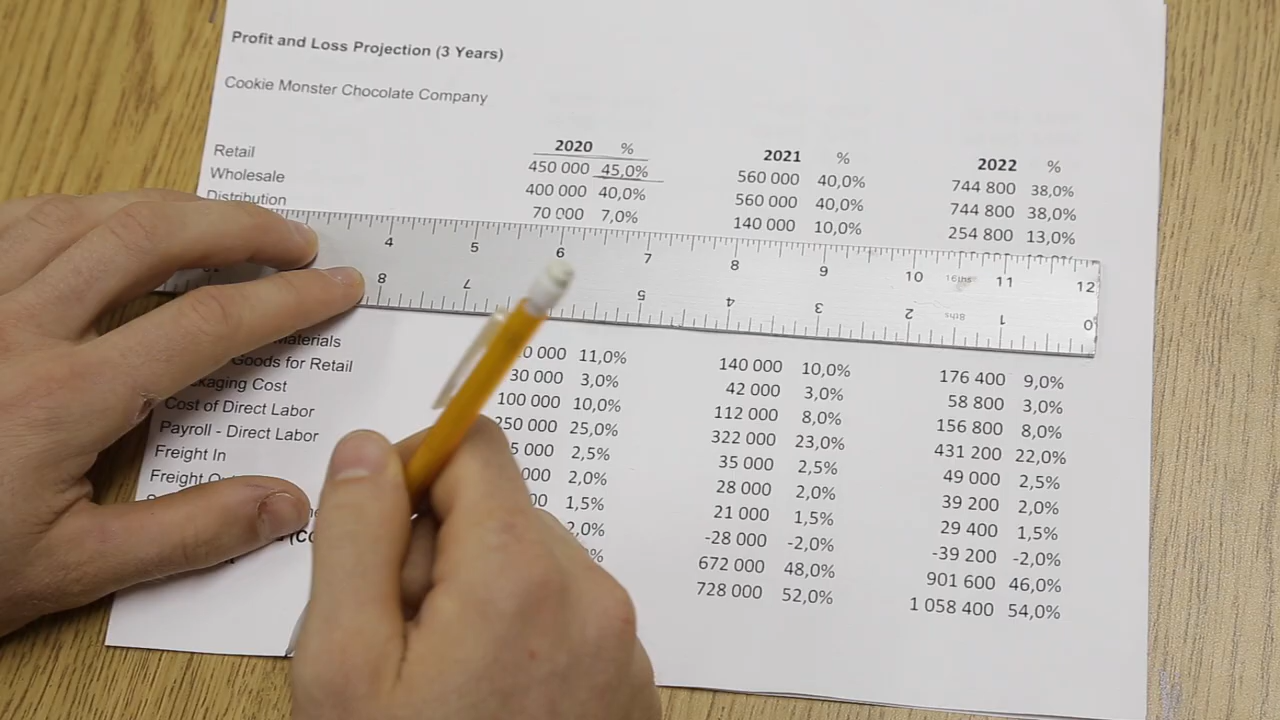 Profit and Loss Projection (3 Years)
Cookie Monster Chocolate Company
2020 % 2021 % 2022 %
Retail 450 000 45,0% 560 000 40,0% 744 800 38,0%
Wholesale 400 000 40,0% 560 000 40,0% 744 800 38,0%
Distribution 70 000 7,0% 140 000 10,0% 254 800 13,0%
4 5 6 7 8 9 10 16ths 11 12
8 7 6 5 4 3 2 8ths 1 0
Materials 11,0% 140 000 10,0% 176 400 9,0%
Goods for Retail 30 000 3,0% 42 000 3,0% 58 800 3,0%
Cost 100 000 10,0% 112 000 8,0% 156 800 8,0%
Cost of Direct Labor 250 000 25,0% 322 000 23,0% 431 200 22,0%
Payroll - Direct Labor 2,5% 35 000 2,5% 49 000 2,5%
Freight In 2,0% 28 000 2,0% 39 200 2,0%
Freight 1,5% 21 000 1,5% 29 400 1,5%
-28 000 -2,0% -39 200 -2,0%
672 000 48,0% 901 600 46,0%
728 000 52,0% 1 058 400 54,0%